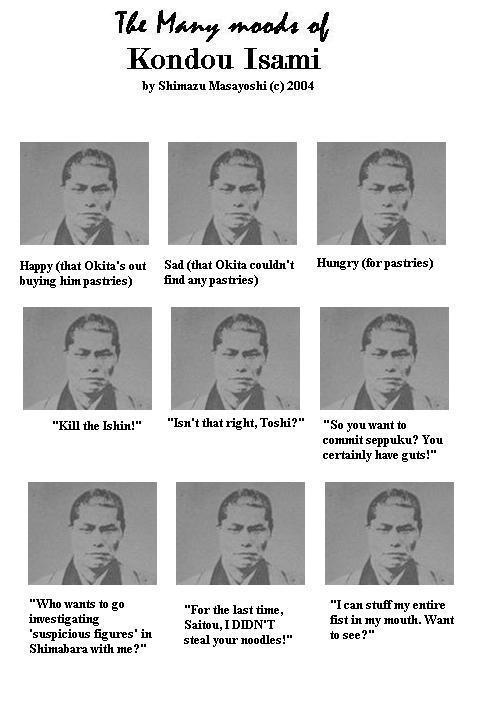 The Many moods of
Kondou Isami
by Shimazu Masayoshi (c) 2004
Happy (that Okita's out
buying him pastries)
Sad (that Okita couldn't
find any pastries)
Hungry (for pastries)
"Kill the Ishin!"
"Isn't that right, Toshi?"
"So you want to
commit seppuku? You
certainly have guts!"
"Who wants to go
investigating
'suspicious figures' in
Shimabara with me?"
"For the last time,
Saitou, I DIDN'T
steal your noodles!"
"I can stuff my entire
fist in my mouth. Want
to see?"